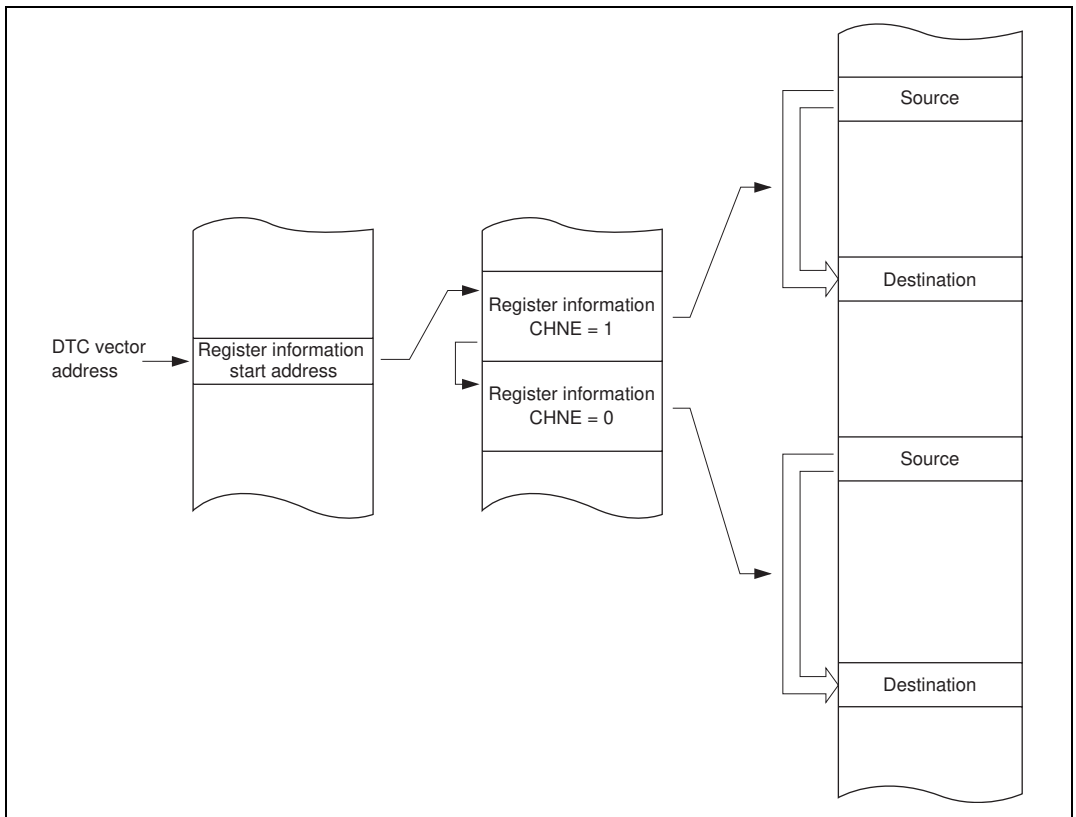 DTC vector
address
Register information
start address
Register information
CHNE = 1
Register information
CHNE = 0
Source
Destination
Source
Destination